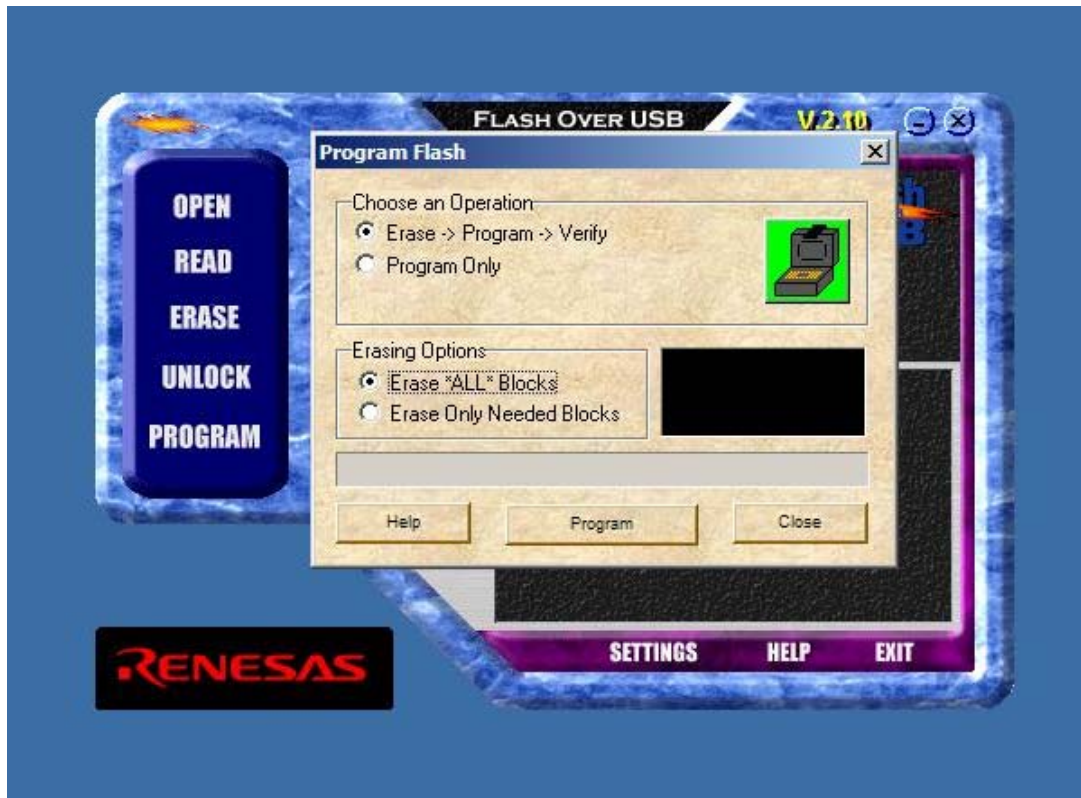 FLASH OVER USB
V.2.10
Program Flash
OPEN
READ
ERASE
UNLOCK
PROGRAM
Choose an Operation
Erase -> Program -> Verify
Program Only
Erasing Options
Erase *ALL* Blocks
Erase Only Needed Blocks
Help
Program
Close
SETTINGS
HELP
EXIT
RENESAS